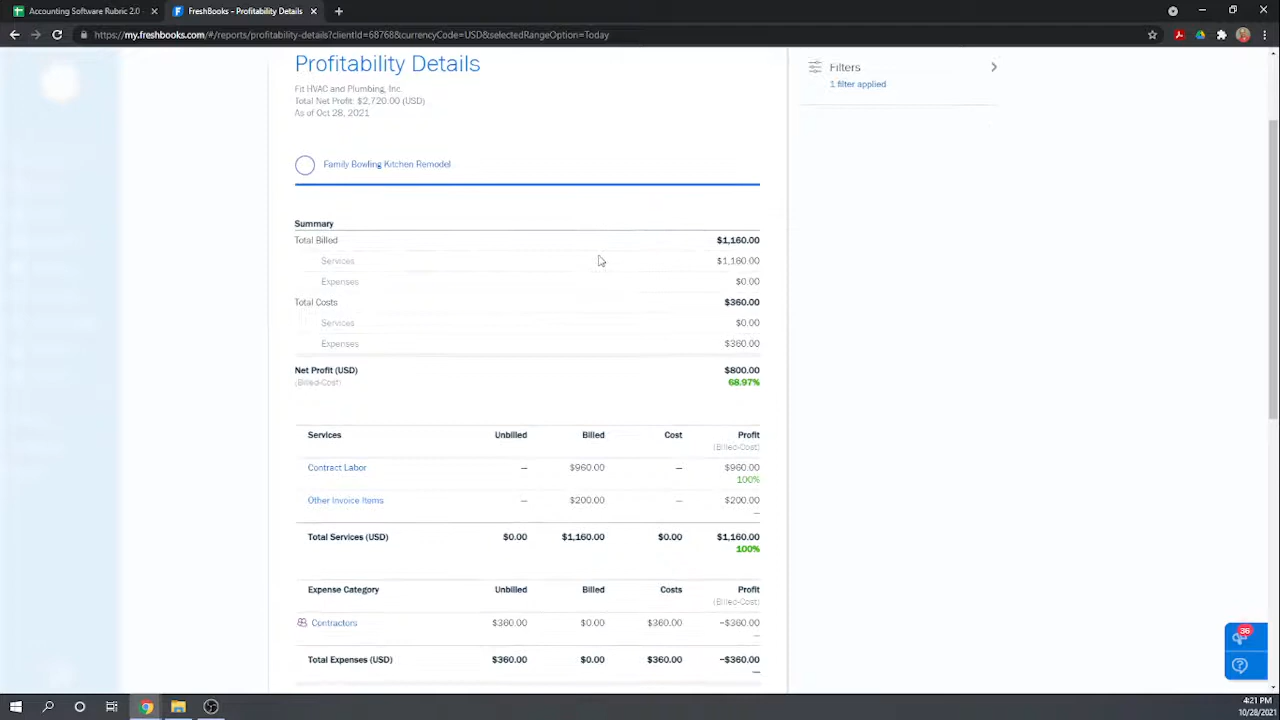 Accounting Software Rubric 2.0 -
FreshBooks - Profitability Details
https://my.freshbooks.com/#/reports/profitability-details?clientId=68768&currencyCode=USD&selectedRangeOption=Today
Profitability Details
Fit HVAC and Plumbing, Inc.
Total Net Profit: $2,720.00 (USD)
As of Oct 28, 2021
Filters
1 filter applied
Family Bowling Kitchen Remodel
Summary
Total Billed $1,160.00
Services $1,160.00
Expenses $0.00
Total Costs $360.00
Services $0.00
Expenses $360.00
Net Profit (USD) $800.00
(Billed-Cost) 68.97%
Services Unbilled Billed Cost Profit
(Billed-Cost)
Contract Labor — $960.00 — $960.00
100%
Other Invoice Items — $200.00 — $200.00
—
Total Services (USD) $0.00 $1,160.00 $0.00 $1,160.00
100%
Expense Category Unbilled Billed Costs Profit
(Billed-Cost)
Contractors $360.00 $0.00 $360.00 –$360.00
—
Total Expenses (USD) $360.00 $0.00 $360.00 –$360.00
—
36
4:21 PM
10/28/2021